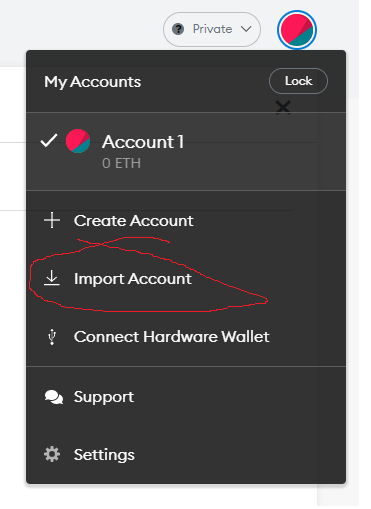 Private
My Accounts
Lock
Account 1
0 ETH
Create Account
Import Account
Connect Hardware Wallet
Support
Settings